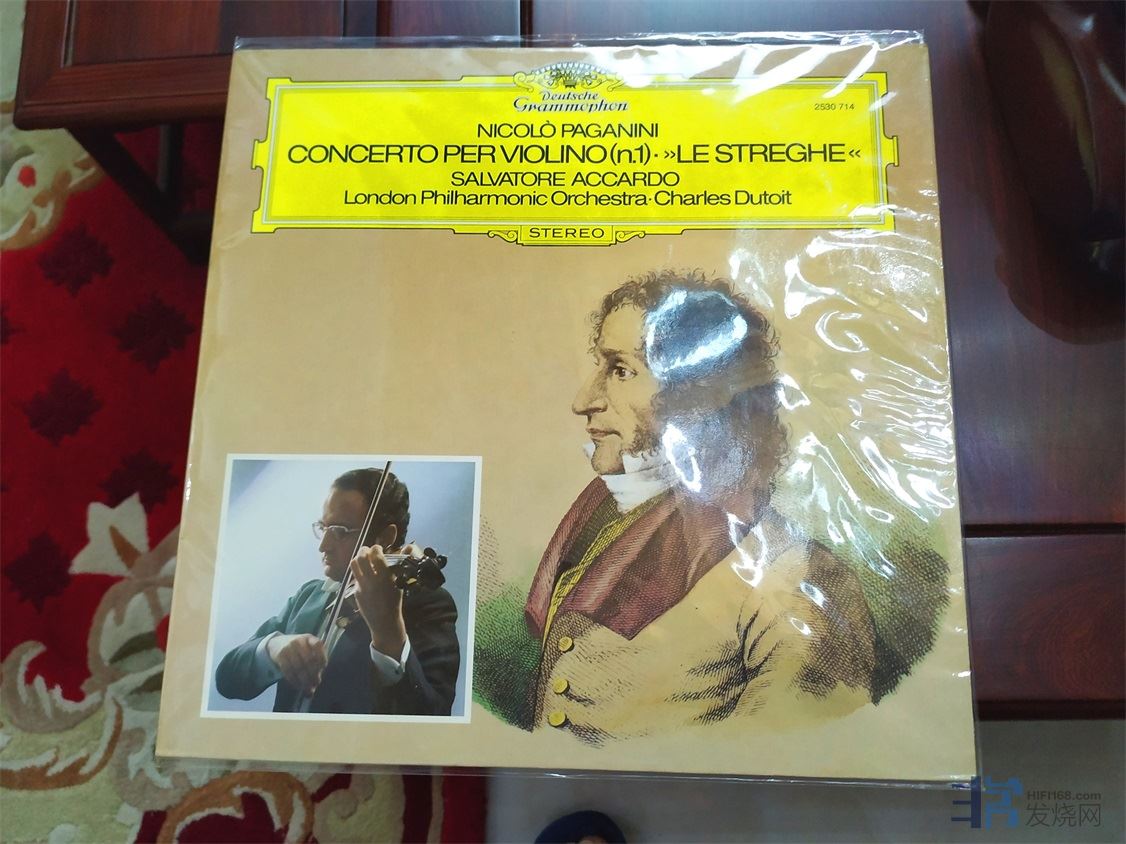 Deutsche
Grammophon
2530 714
NICOLÒ PAGANINI
CONCERTO PER VIOLINO (n.1) · »LE STREGHE«
SALVATORE ACCARDO
London Philharmonic Orchestra · Charles Dutoit
STEREO
HIFI168.com
发烧网